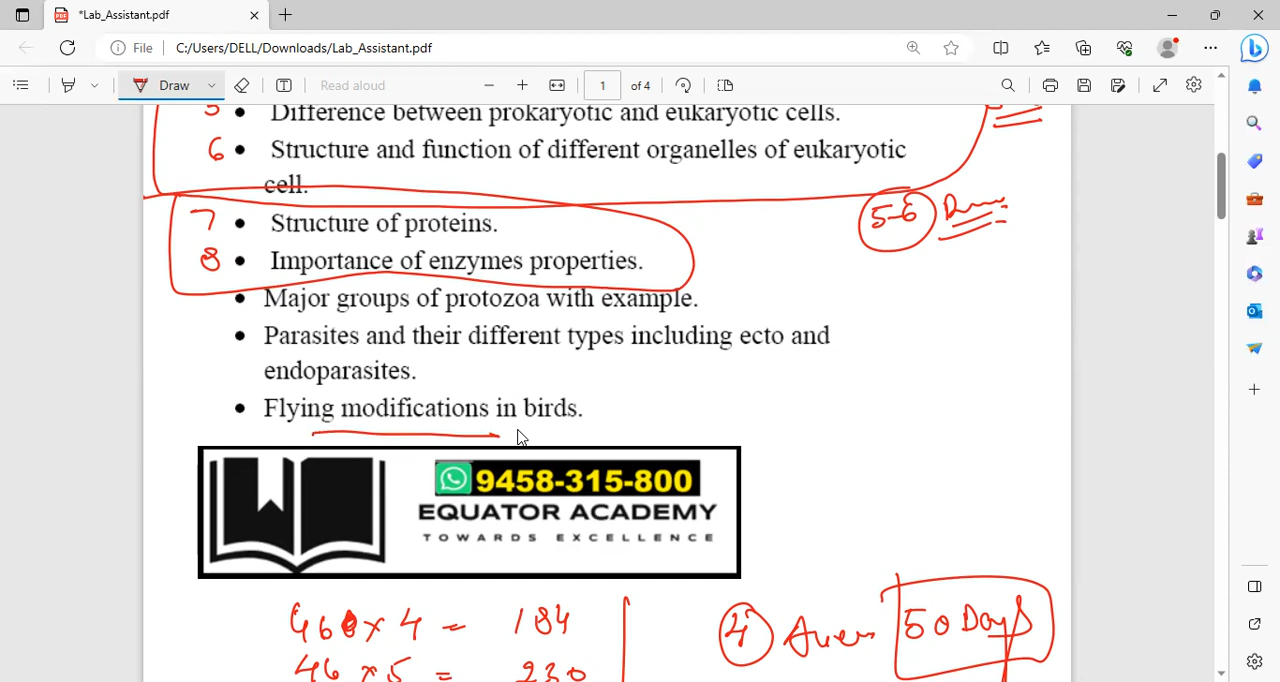 *Lab_Assistant.pdf
File C:/Users/DELL/Downloads/Lab_Assistant.pdf
Draw Read aloud 1 of 4
5 • Difference between prokaryotic and eukaryotic cells.
6 • Structure and function of different organelles of eukaryotic
cell.
5-6
7 • Structure of proteins.
8 • Importance of enzymes properties.
• Major groups of protozoa with example.
• Parasites and their different types including ecto and
endoparasites.
• Flying modifications in birds.
9458-315-800
EQUATOR ACADEMY
TOWARDS EXCELLENCE
46 x 4 = 184
4 50 Days
46 x 5 = 230